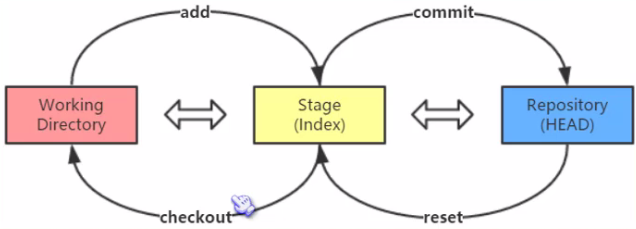 add
commit
Working
Directory
Stage
(Index)
Repository
(HEAD)
checkout
reset